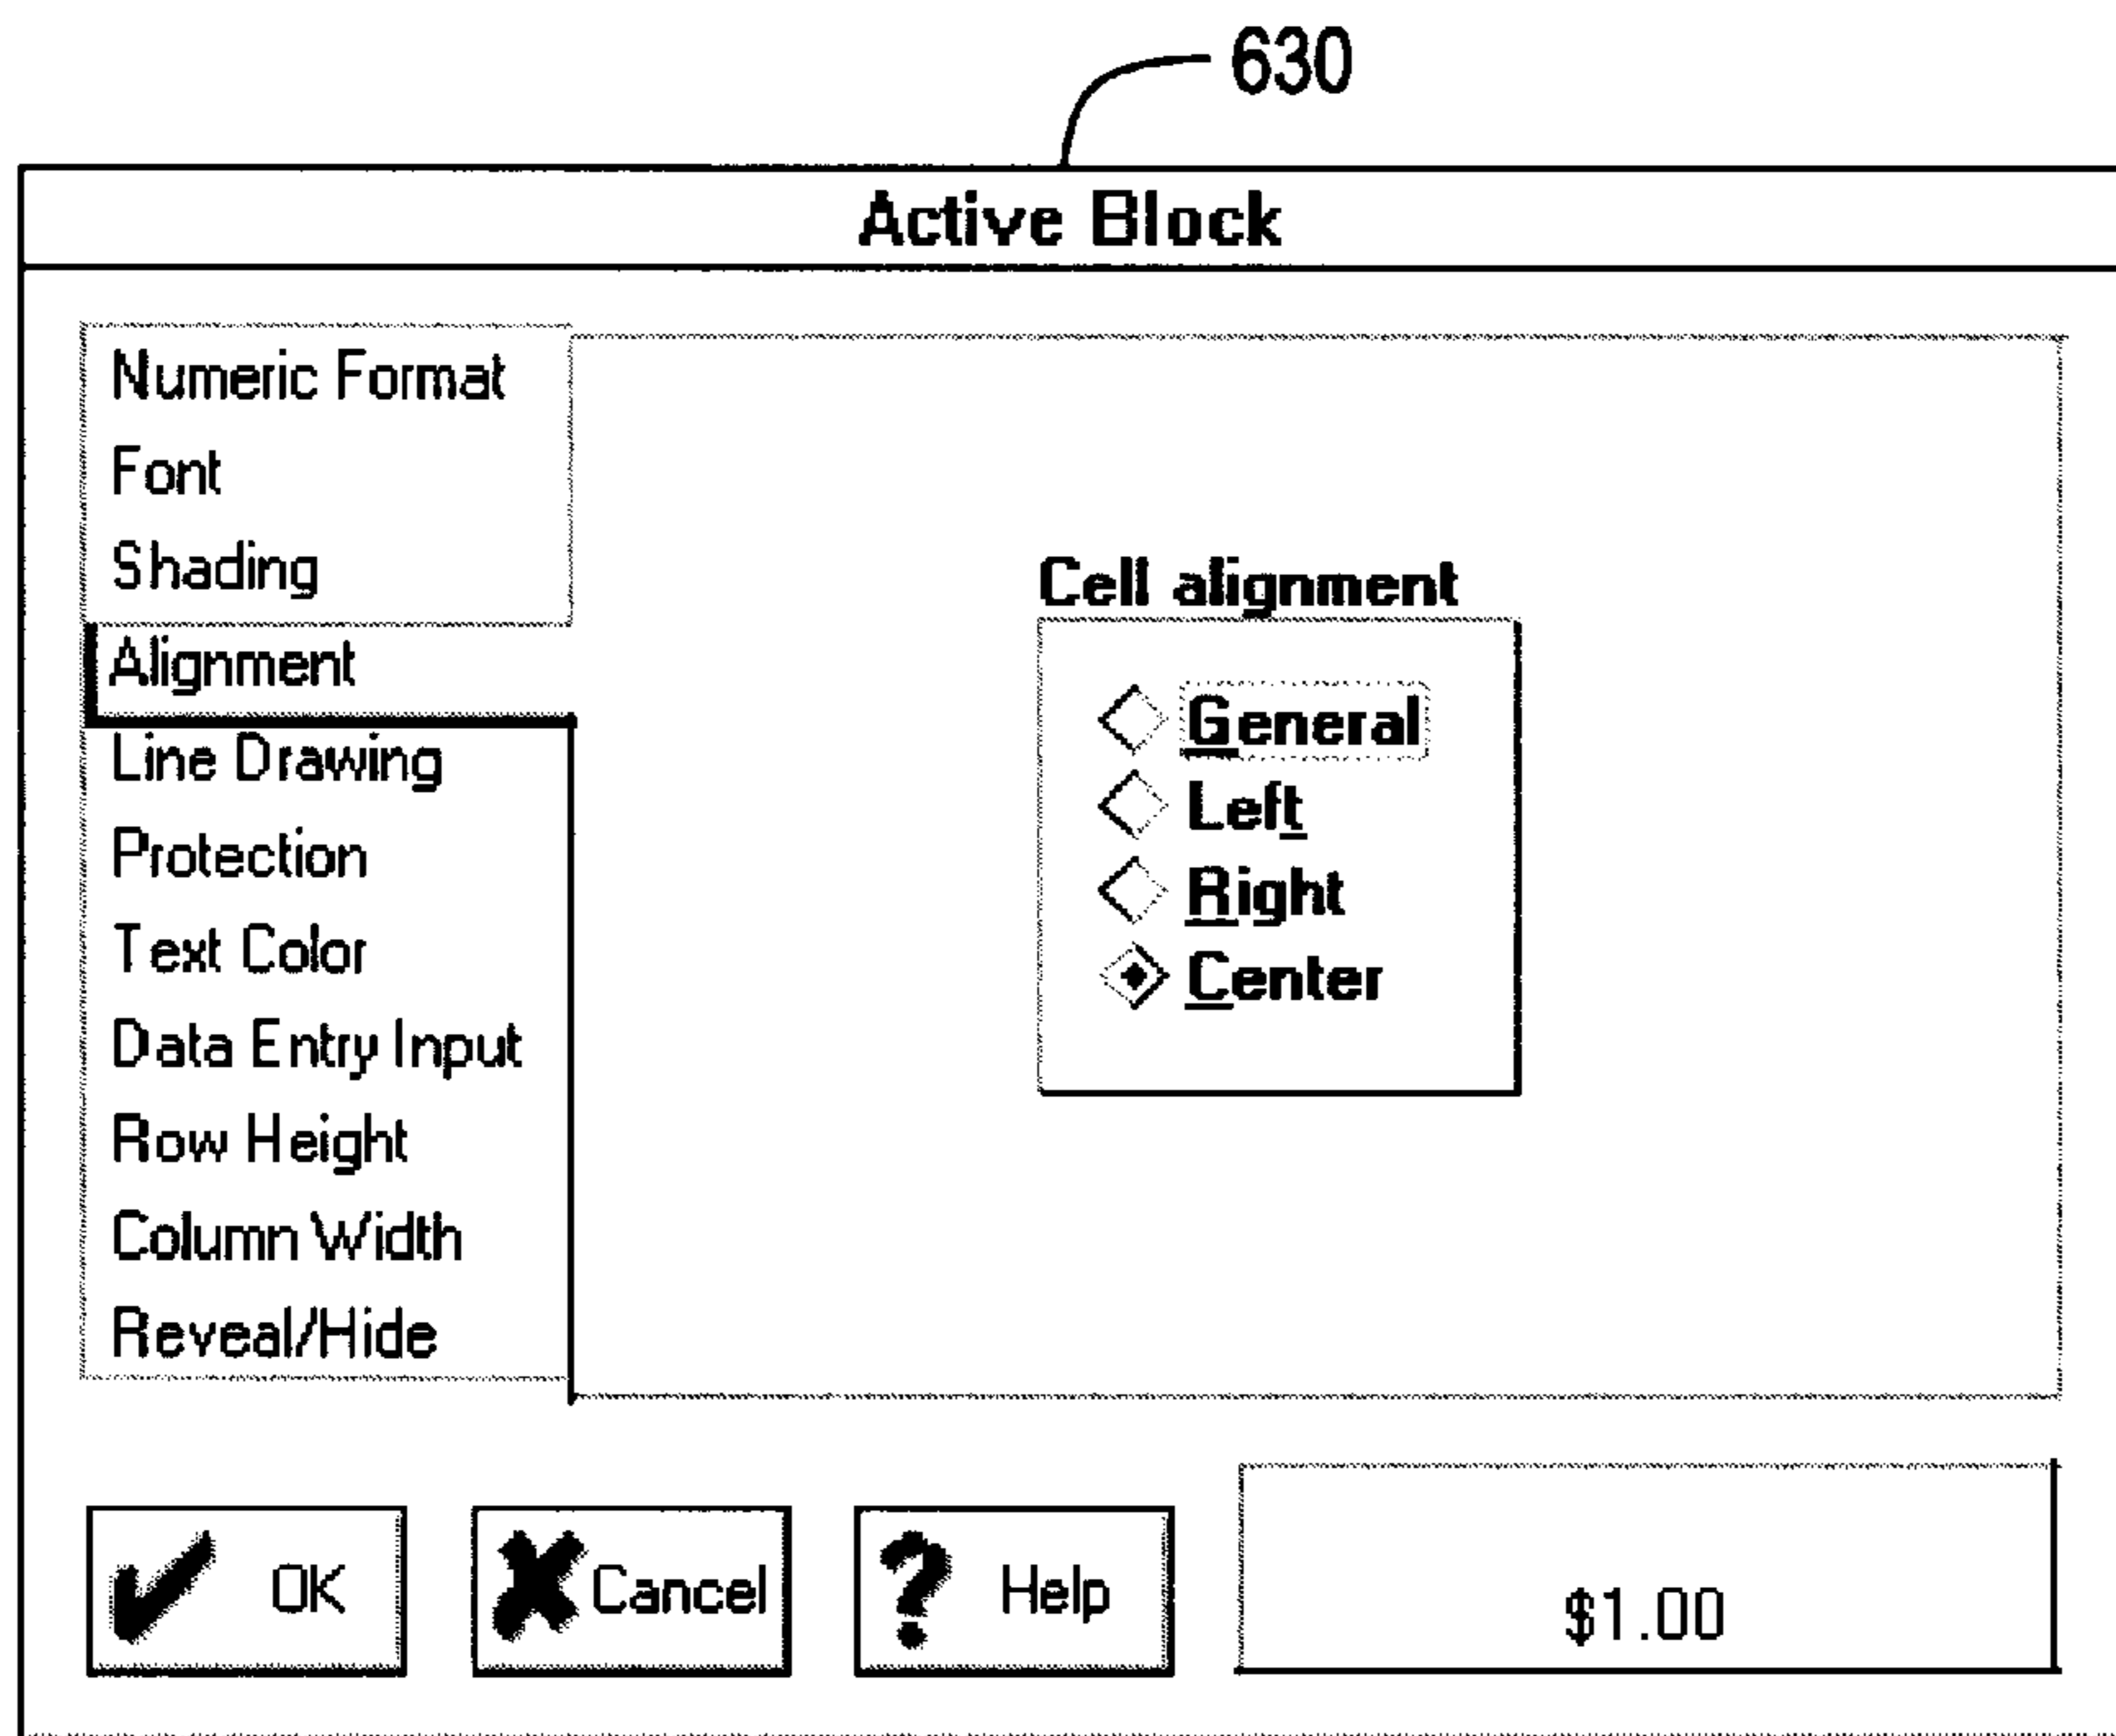 630
Active Block
Numeric Format
Font
Shading
Alignment
Line Drawing
Protection
Text Color
Data Entry Input
Row Height
Column Width
Reveal/Hide
Cell alignment
General
Left
Right
Center
OK
Cancel
Help
$1.00